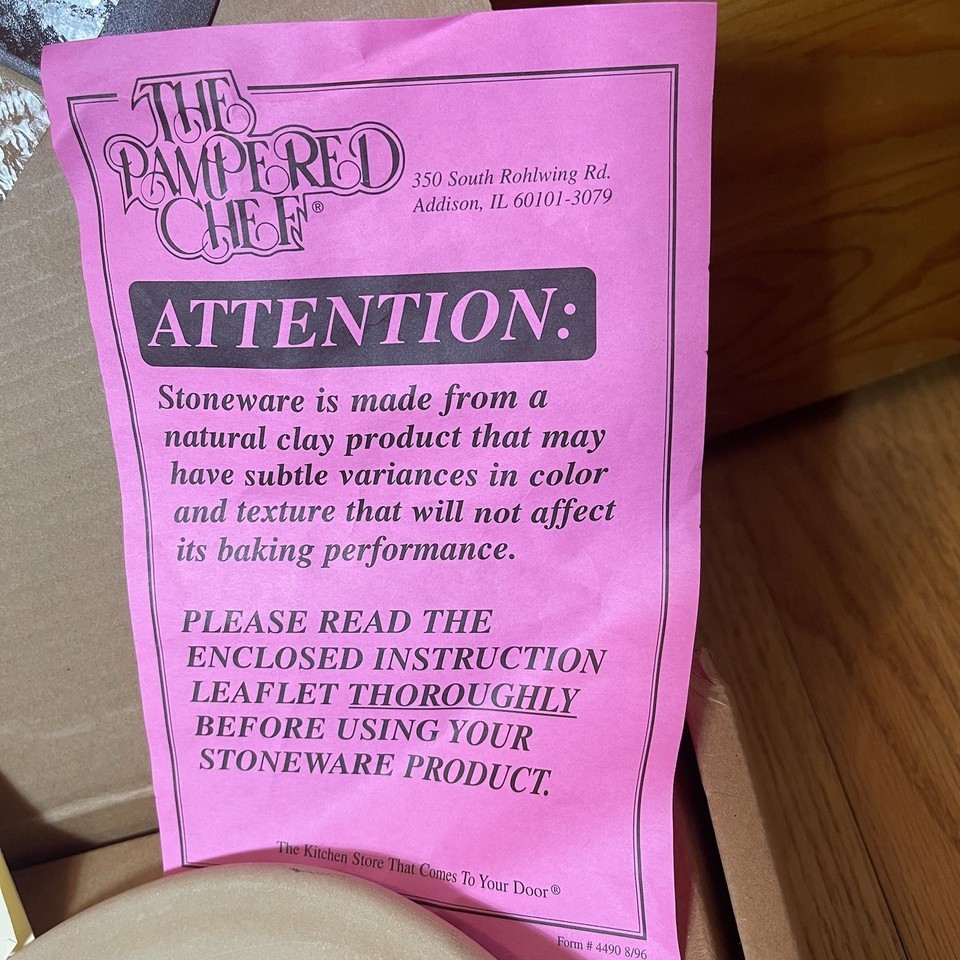 THE
PAMPERED
CHEF®
350 South Rohlwing Rd.
Addison, IL 60101-3079
ATTENTION:
Stoneware is made from a
natural clay product that may
have subtle variances in color
and texture that will not affect
its baking performance.
PLEASE READ THE
ENCLOSED INSTRUCTION
LEAFLET THOROUGHLY
BEFORE USING YOUR
STONEWARE PRODUCT.
The Kitchen Store That Comes To Your Door®
Form # 4490 8/96